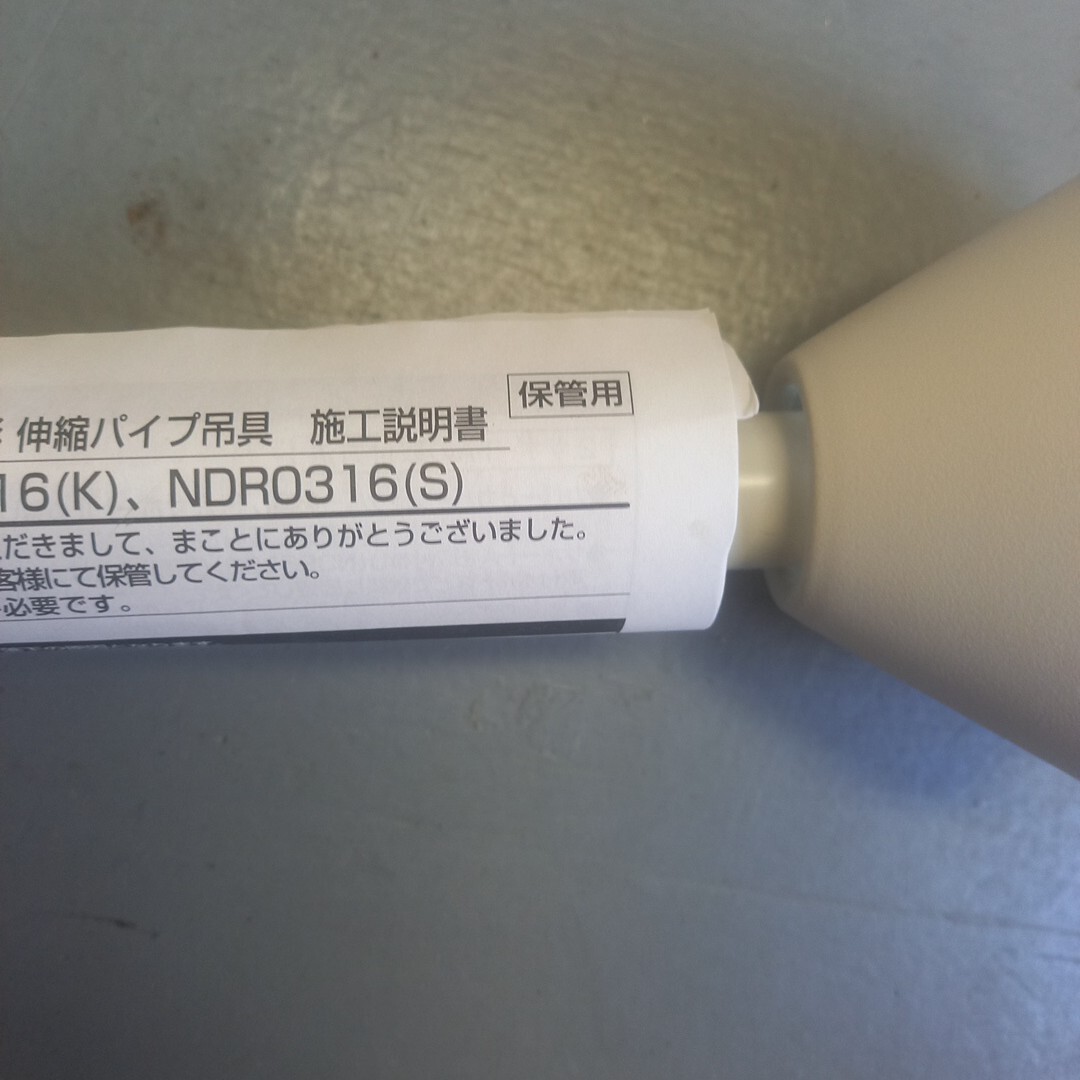 保管用
伸縮パイプ吊具 施工説明書
16(K)、NDR0316(S)
だきまして、まことにありがとうございました。
客様にて保管してください。
必要です。